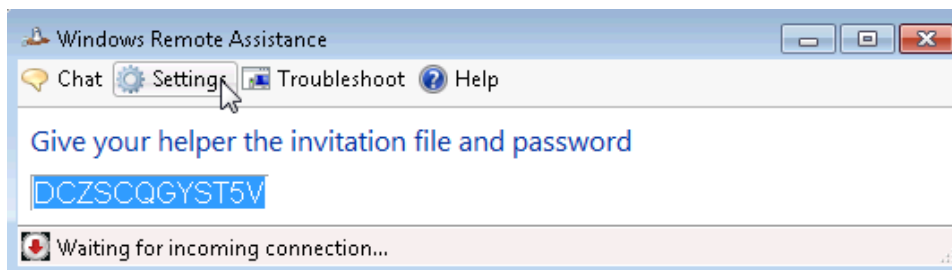 Windows Remote Assistance
Chat Settings Troubleshoot Help
Give your helper the invitation file and password
DCZSCQGYST5V
Waiting for incoming connection...